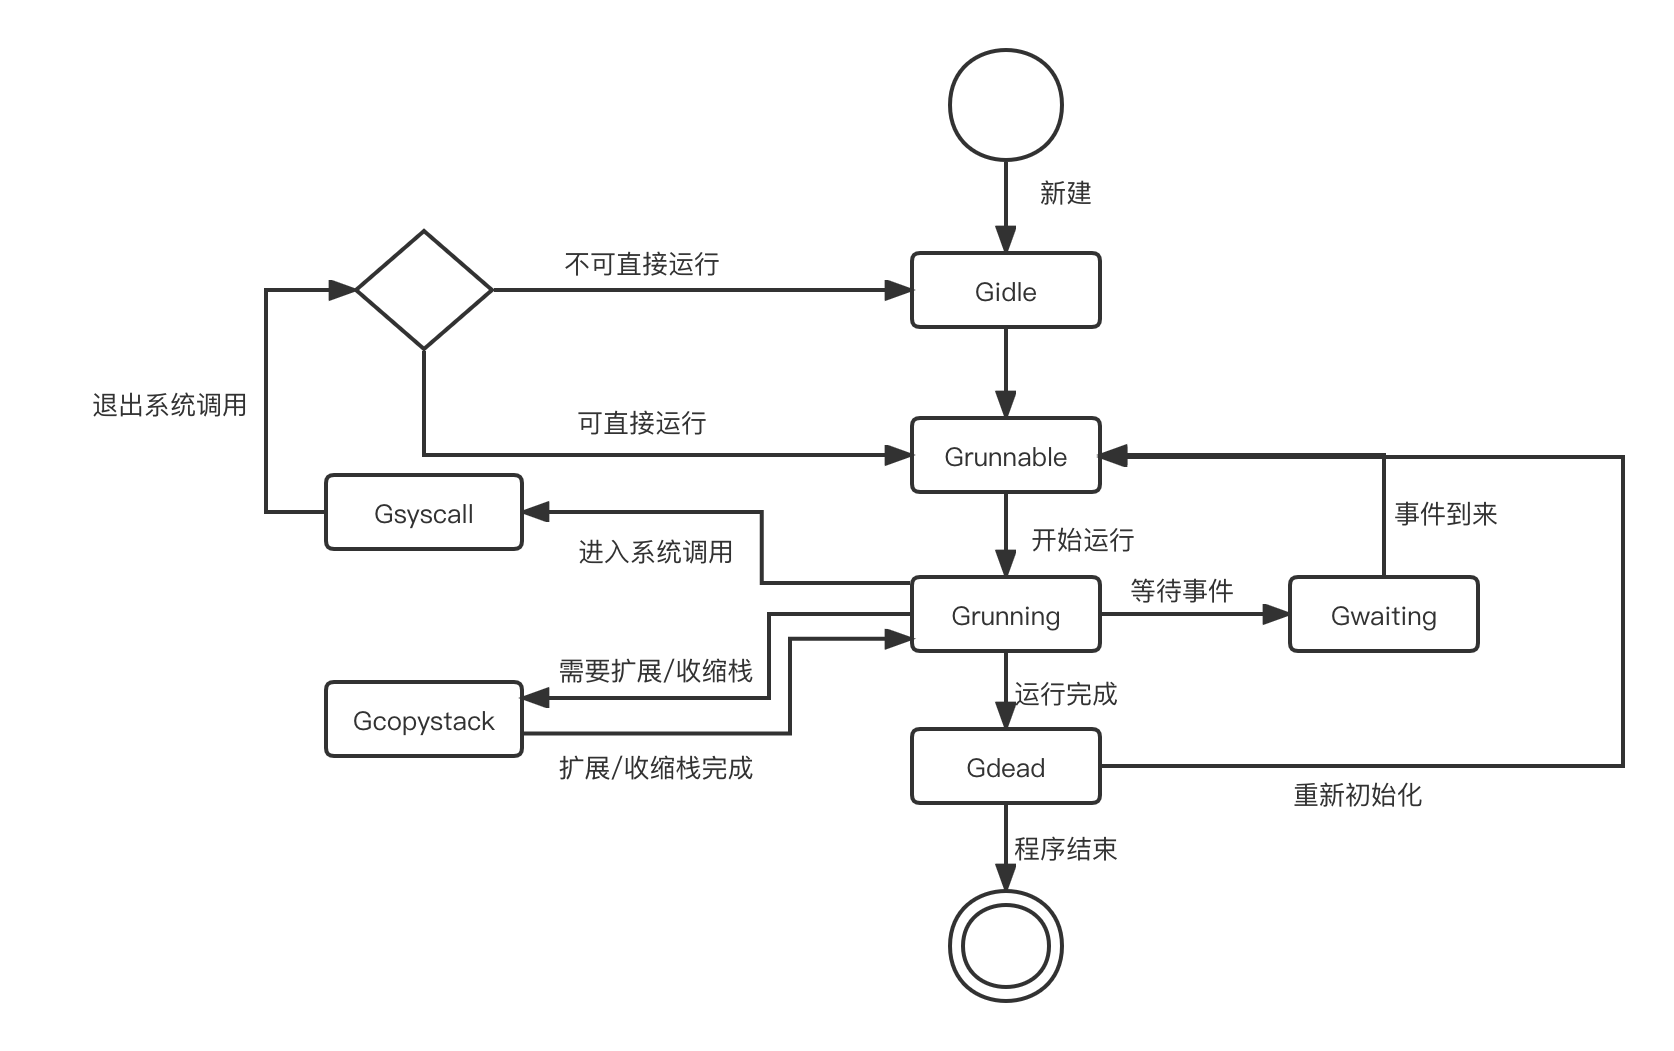 新建
不可直接运行
Gidle
退出系统调用
可直接运行
Grunnable
Gsyscall
事件到来
进入系统调用
开始运行
等待事件
Grunning
Gwaiting
需要扩展/收缩栈
运行完成
Gcopystack
扩展/收缩栈完成
Gdead
重新初始化
程序结束